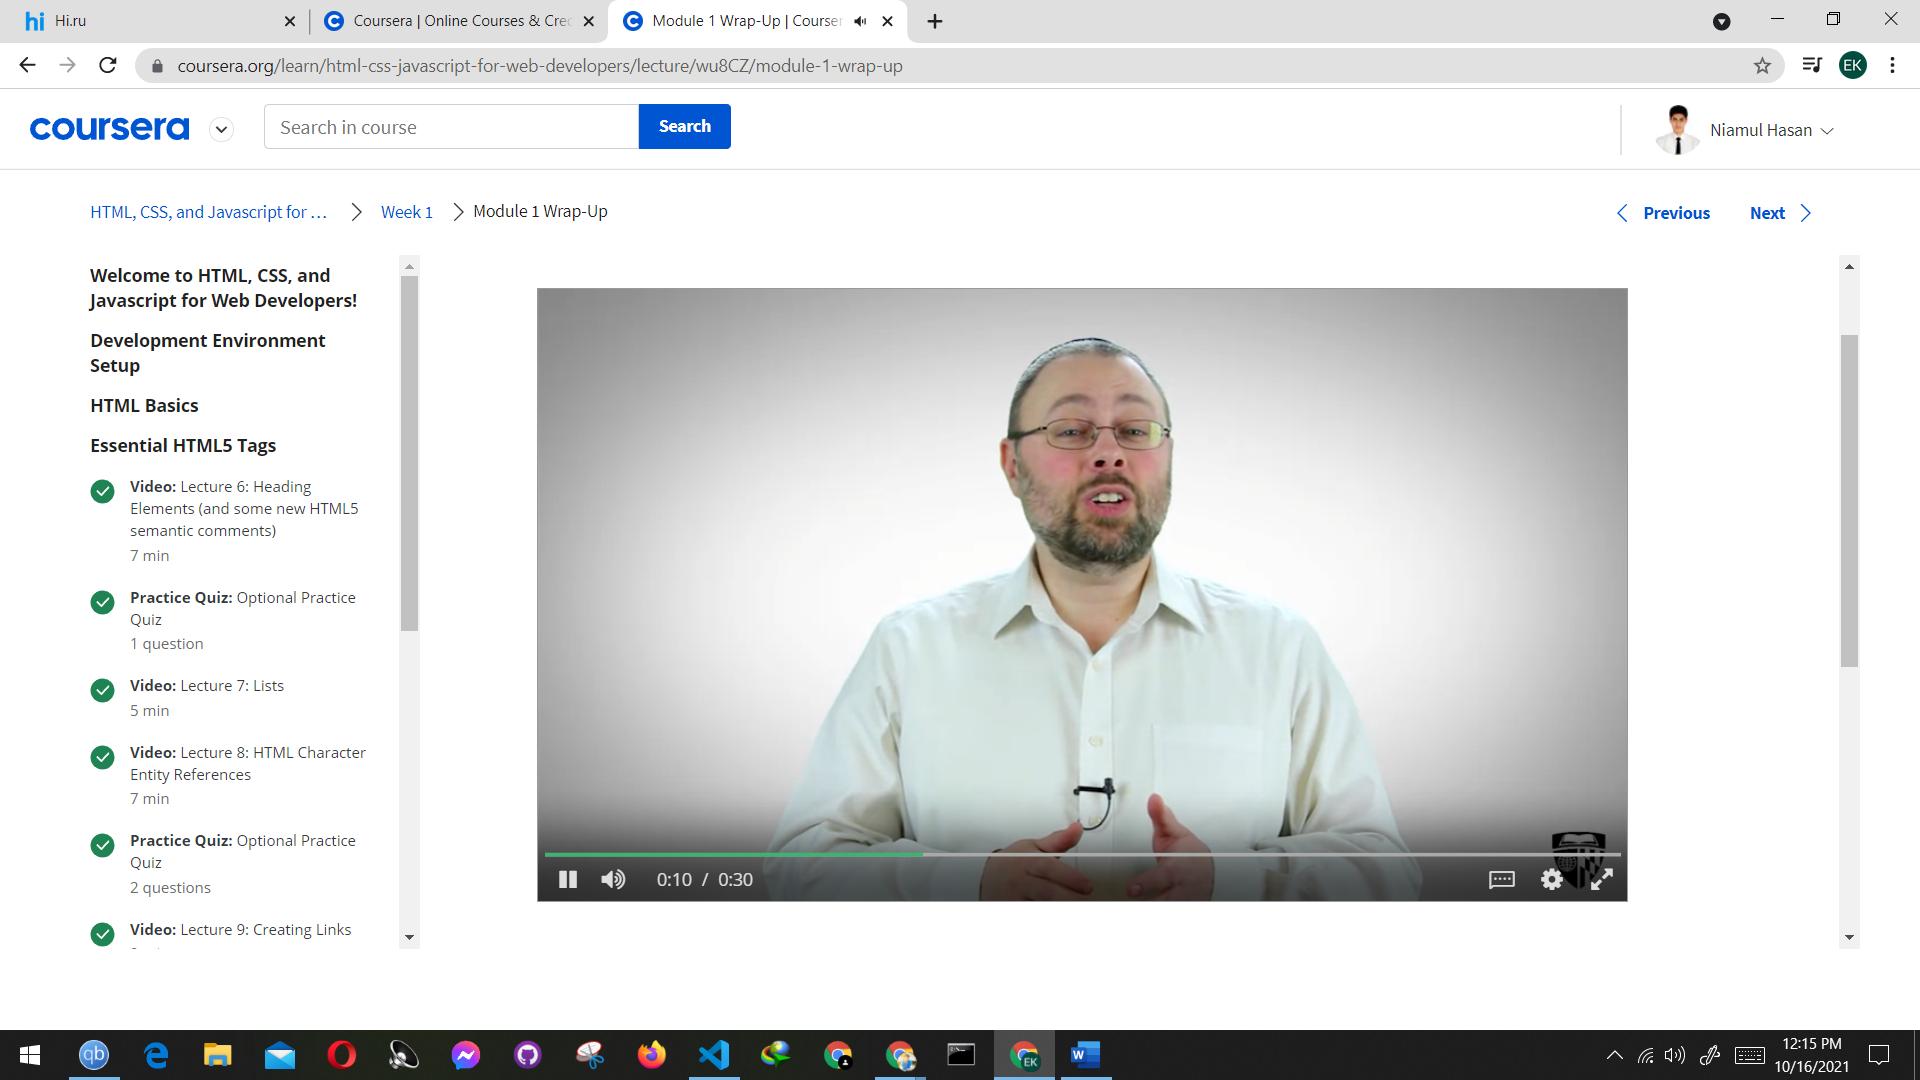 hi Hi.ru
Coursera | Online Courses & Cre
Module 1 Wrap-Up | Courser
coursera.org/learn/html-css-javascript-for-web-developers/lecture/wu8CZ/module-1-wrap-up
EK
coursera
Search in course
Search
Niamul Hasan
HTML, CSS, and Javascript for ...
Week 1
Module 1 Wrap-Up
Previous
Next
Welcome to HTML, CSS, and
Javascript for Web Developers!
Development Environment
Setup
HTML Basics
Essential HTML5 Tags
Video: Lecture 6: Heading
Elements (and some new HTML5
semantic comments)
7 min
Practice Quiz: Optional Practice
Quiz
1 question
Video: Lecture 7: Lists
5 min
Video: Lecture 8: HTML Character
Entity References
7 min
Practice Quiz: Optional Practice
Quiz
2 questions
Video: Lecture 9: Creating Links
0:10 / 0:30
qb
EK
12:15 PM
10/16/2021